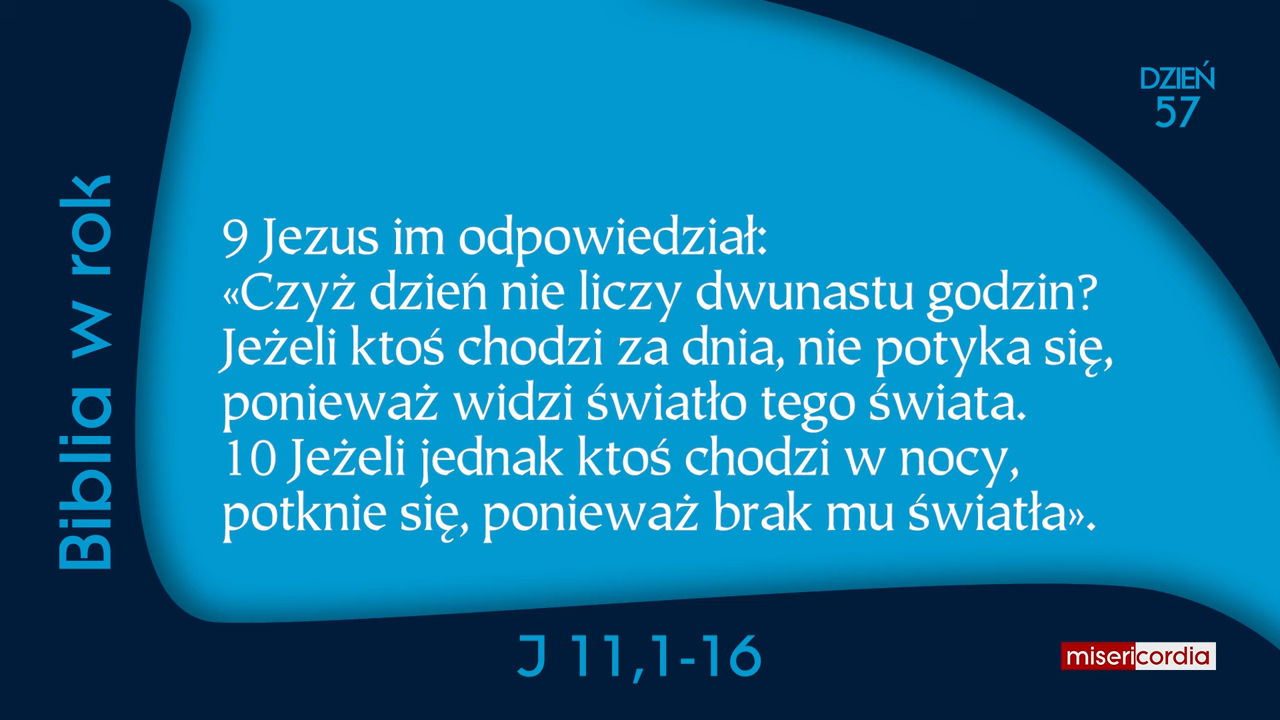 DZIEŃ
57
Biblia w rok
9 Jezus im odpowiedział:
«Czyż dzień nie liczy dwunastu godzin?
Jeżeli ktoś chodzi za dnia, nie potyka się,
ponieważ widzi światło tego świata.
10 Jeżeli jednak ktoś chodzi w nocy,
potknie się, ponieważ brak mu światła».
J 11,1-16
misericordia